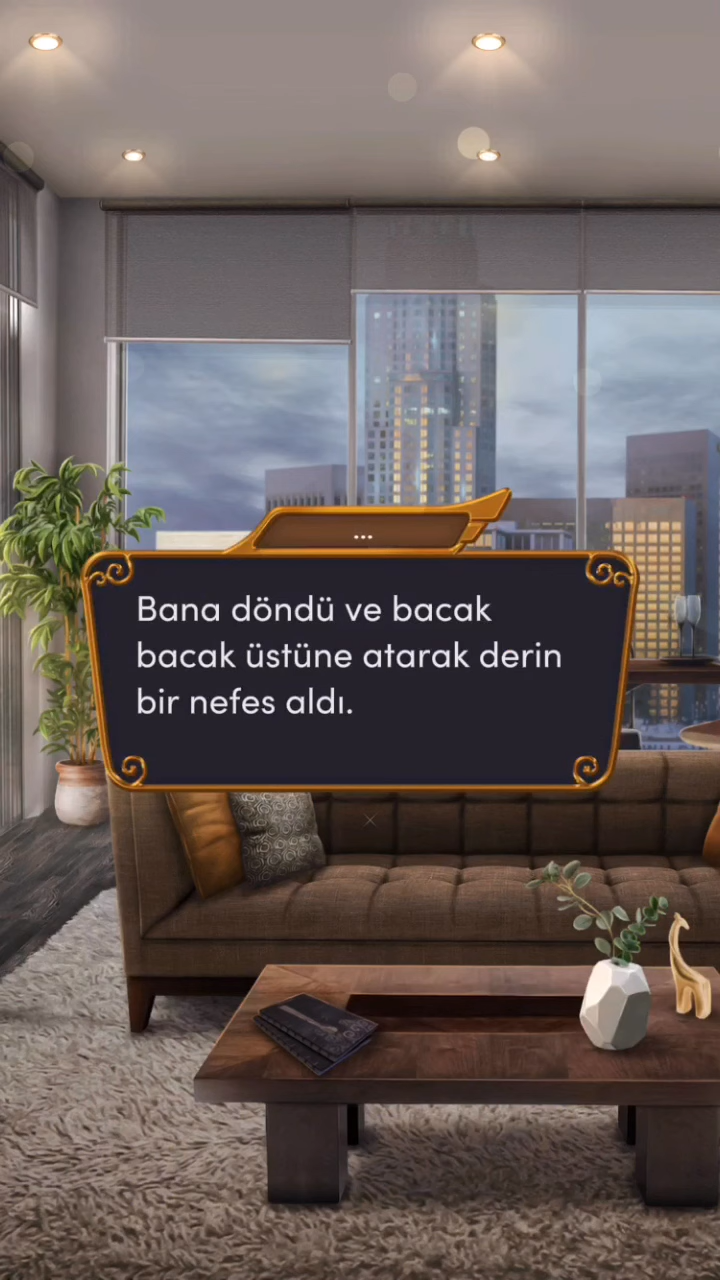 ...
Bana döndü ve bacak
bacak üstüne atarak derin
bir nefes aldı.